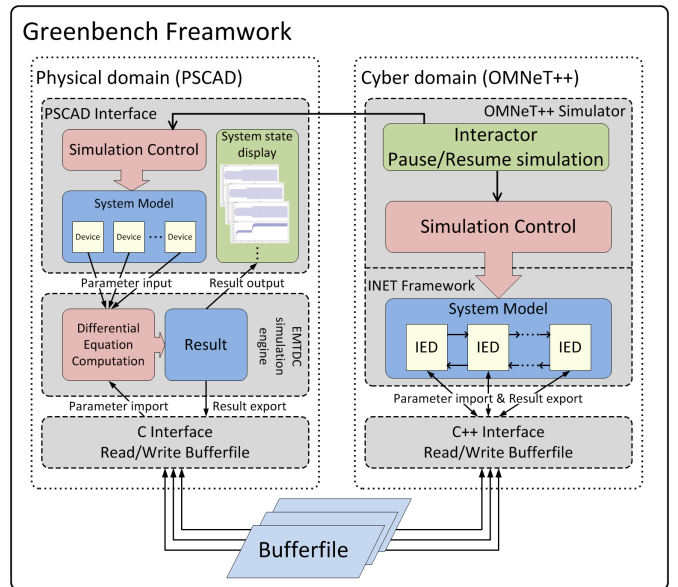 Greenbench Freamwork
Physical domain (PSCAD)
PSCAD Interface
Simulation Control
System state
display
System Model
Device
Device
...
Device
⋮
Parameter input
Result output
Differential
Equation
Computation
Result
EMTDC
simulation
engine
Parameter import
Result export
C Interface
Read/Write Bufferfile
Cyber domain (OMNeT++)
OMNeT++ Simulator
Interactor
Pause/Resume simulation
Simulation Control
INET Framework
System Model
IED
IED
IED
Parameter import & Result export
C++ Interface
Read/Write Bufferfile
Bufferfile